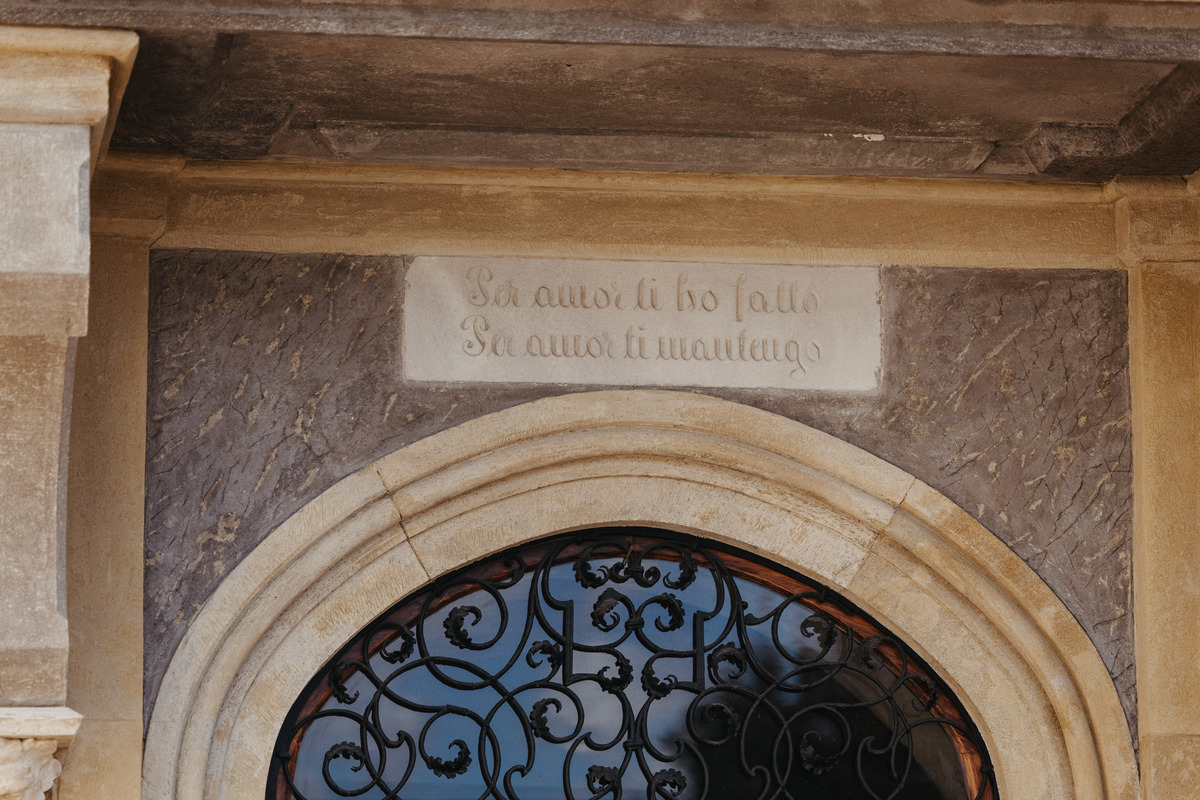 Per amor ti ho fatto
Per amor ti mantengo